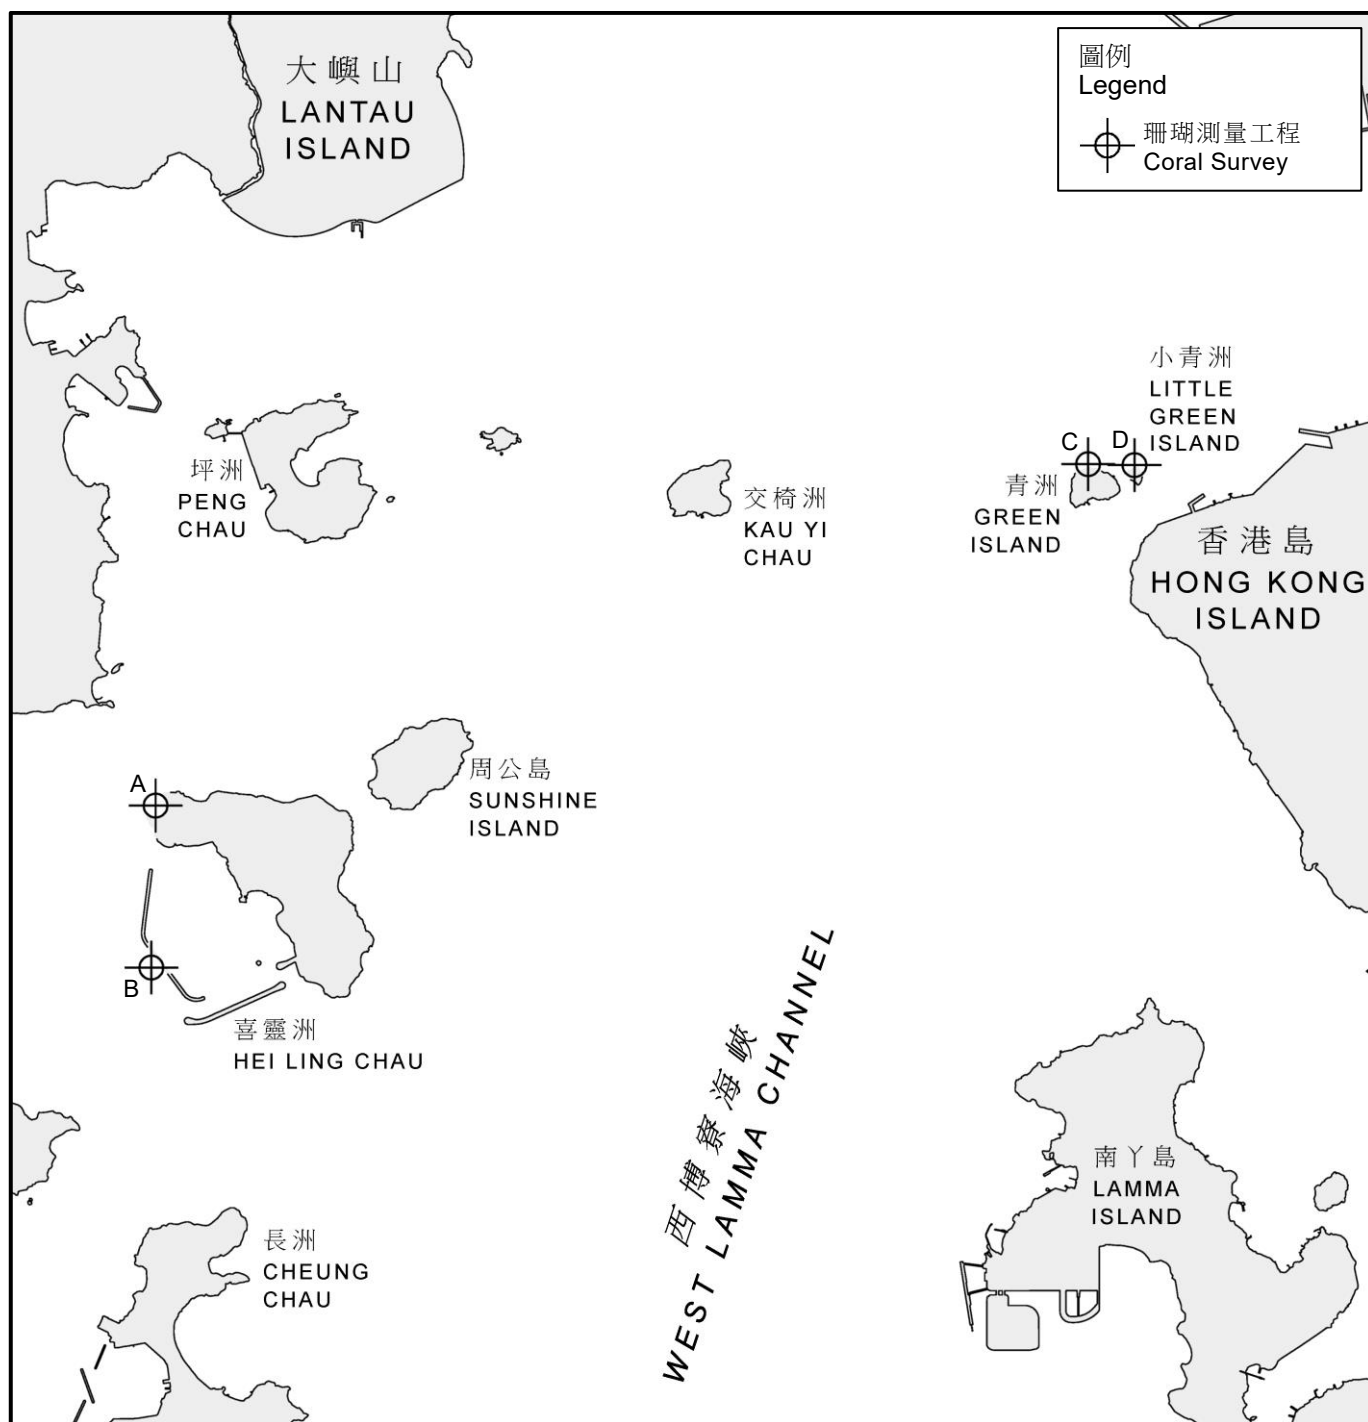 大嶼山
LANTAU
ISLAND
圖例
Legend
珊瑚測量工程
Coral Survey
小青洲
LITTLE
GREEN
ISLAND
C
D
坪洲
PENG
CHAU
交椅洲
KAU YI
CHAU
青洲
GREEN
ISLAND
香港島
HONG KONG
ISLAND
周公島
SUNSHINE
ISLAND
A
B
喜靈洲
HEI LING CHAU
西博寮海峽
WEST LAMMA CHANNEL
南丫島
LAMMA
ISLAND
長洲
CHEUNG
CHAU